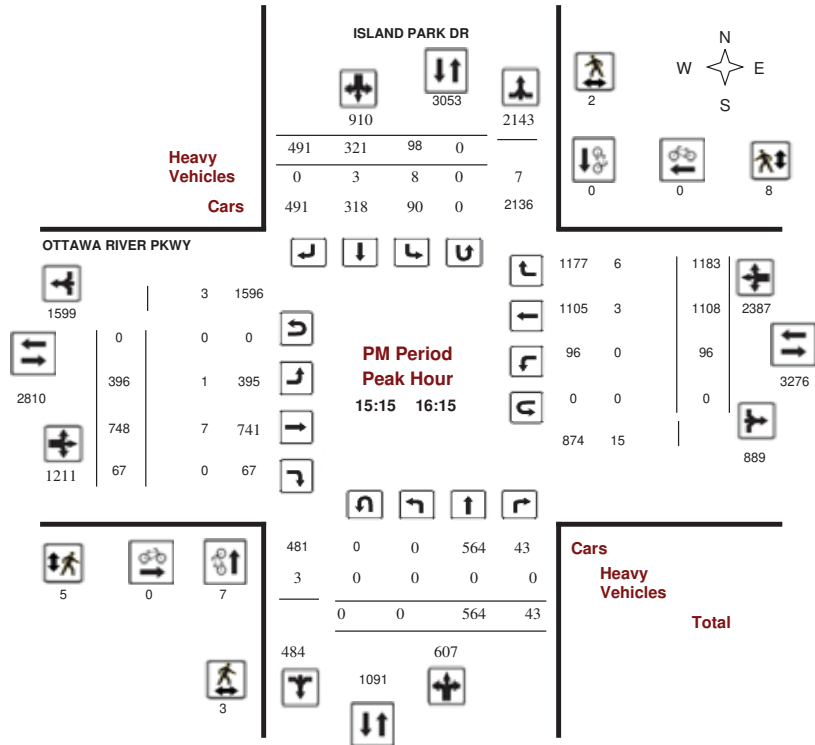 ISLAND PARK DR
N
W E
S
3053
2
910 2143
491 321 98 0
Heavy
Vehicles
0 3 8 0 7
0 0 8
Cars
491 318 90 0 2136
OTTAWA RIVER PKWY
1177 6 1183
1599 3 1596
2387
1105 3 1108
0 0 0
PM Period
Peak Hour
15:15 16:15
96 0 96
3276
2810
396 1 395
0 0 0
748 7 741
874 15
889
1211
67 0 67
481 0 0 564 43
Cars
3 0 0 0 0
Heavy
Vehicles
5 0 7
0 0 564 43
Total
484 607
1091
3